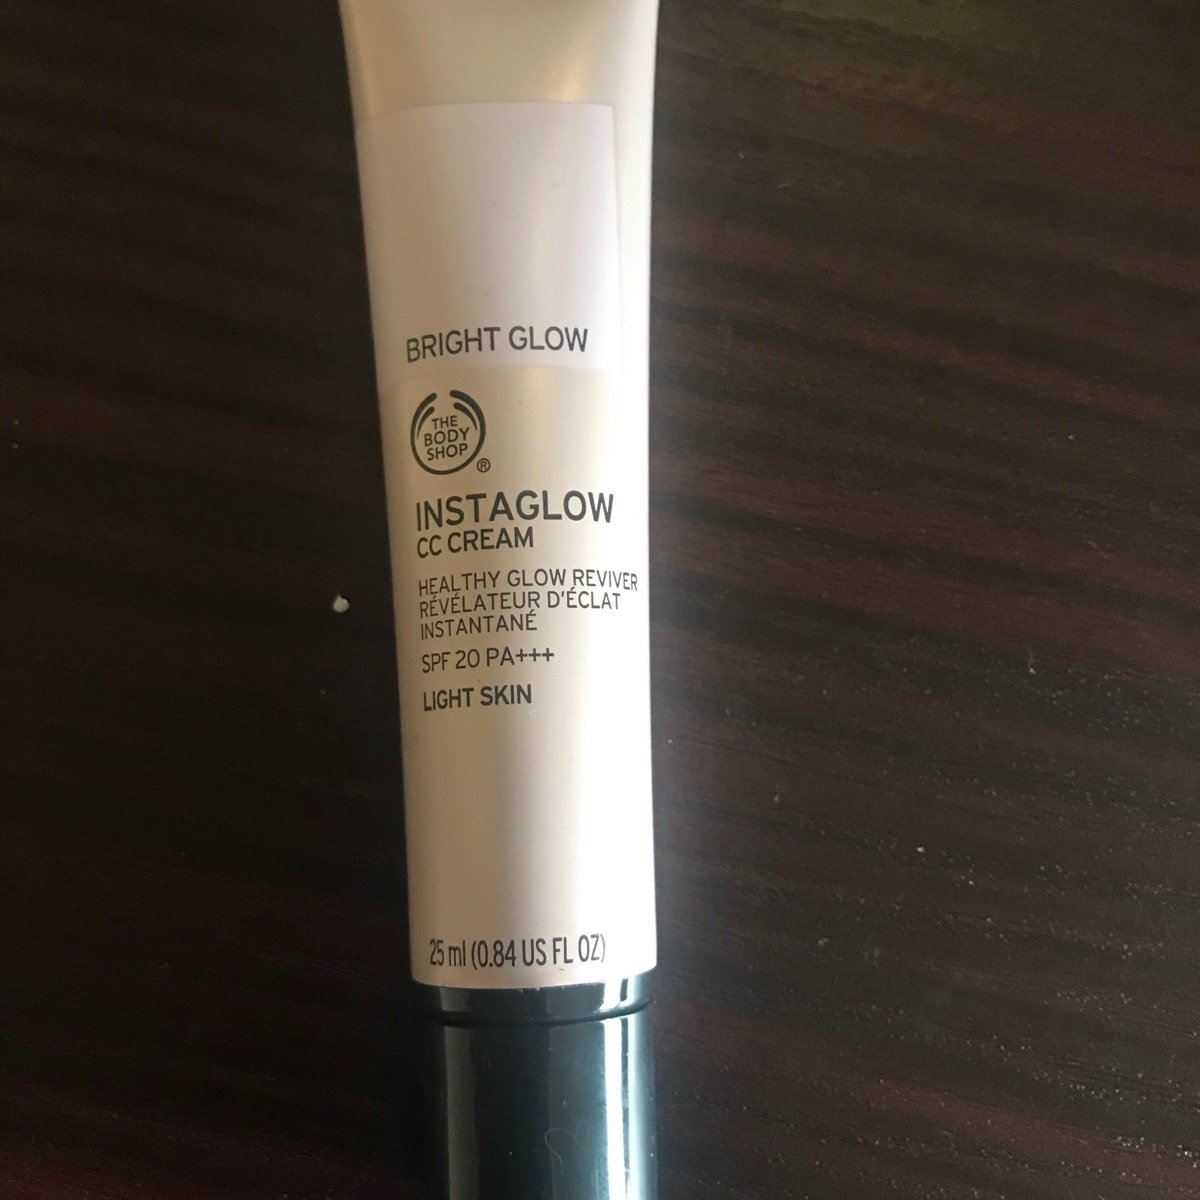 BRIGHT GLOW
THE
BODY
SHOP
®
INSTAGLOW
CC CREAM
HEALTHY GLOW REVIVER
RÉVÉLATEUR D'ÉCLAT
INSTANTANÉ
SPF 20 PA+++
LIGHT SKIN
25 ml (0.84 US FL OZ)